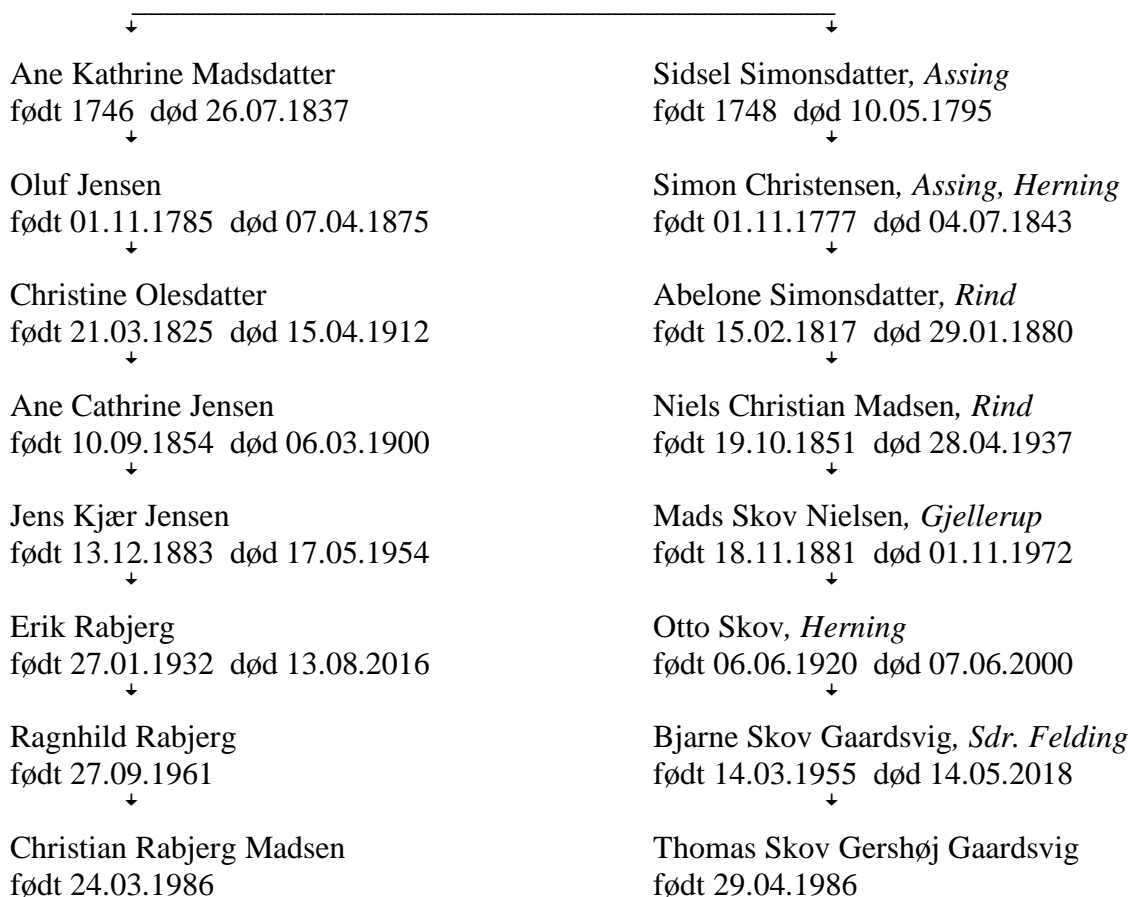 Ane Kathrine Madsdatter
født 1746 død 26.07.1837
Oluf Jensen
født 01.11.1785 død 07.04.1875
Christine Olesdatter
født 21.03.1825 død 15.04.1912
Ane Cathrine Jensen
født 10.09.1854 død 06.03.1900
Jens Kjær Jensen
født 13.12.1883 død 17.05.1954
Erik Rabjerg
født 27.01.1932 død 13.08.2016
Ragnhild Rabjerg
født 27.09.1961
Christian Rabjerg Madsen
født 24.03.1986
Sidsel Simonsdatter, Assing
født 1748 død 10.05.1795
Simon Christensen, Assing, Herning
født 01.11.1777 død 04.07.1843
Abelone Simonsdatter, Rind
født 15.02.1817 død 29.01.1880
Niels Christian Madsen, Rind
født 19.10.1851 død 28.04.1937
Mads Skov Nielsen, Gjellerup
født 18.11.1881 død 01.11.1972
Otto Skov, Herning
født 06.06.1920 død 07.06.2000
Bjarne Skov Gaardsvig, Sdr. Felding
født 14.03.1955 død 14.05.2018
Thomas Skov Gershøj Gaardsvig
født 29.04.1986